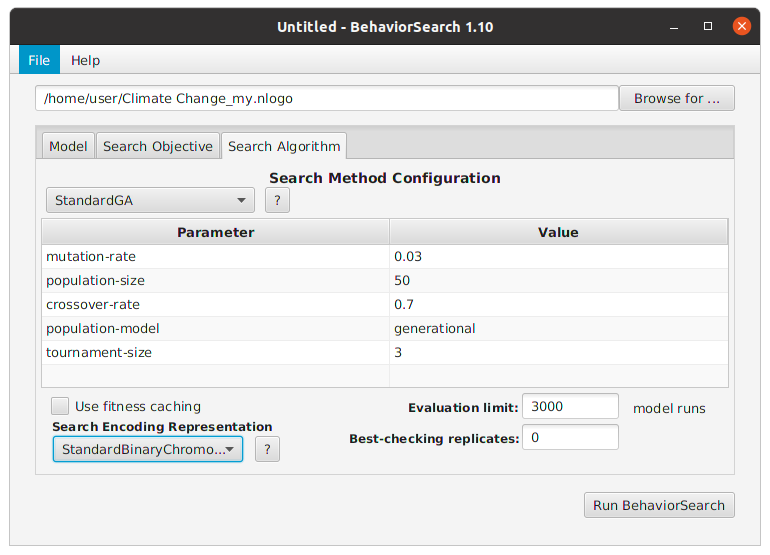 Untitled - BehaviorSearch 1.10
File Help
/home/user/Climate Change_my.nlogo Browse for ...
Model Search Objective Search Algorithm
Search Method Configuration
StandardGA ?
Parameter Value
mutation-rate 0.03
population-size 50
crossover-rate 0.7
population-model generational
tournament-size 3
Use fitness caching Evaluation limit: 3000 model runs
Search Encoding Representation
Best-checking replicates: 0
StandardBinaryChromo... ?
Run BehaviorSearch